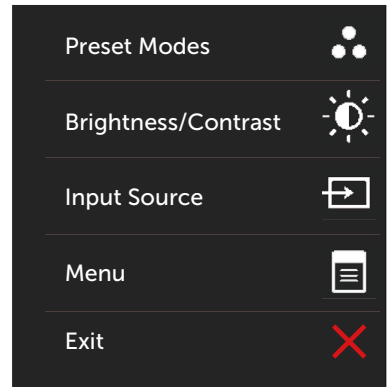 Preset Modes
Brightness/Contrast
Input Source
Menu
Exit